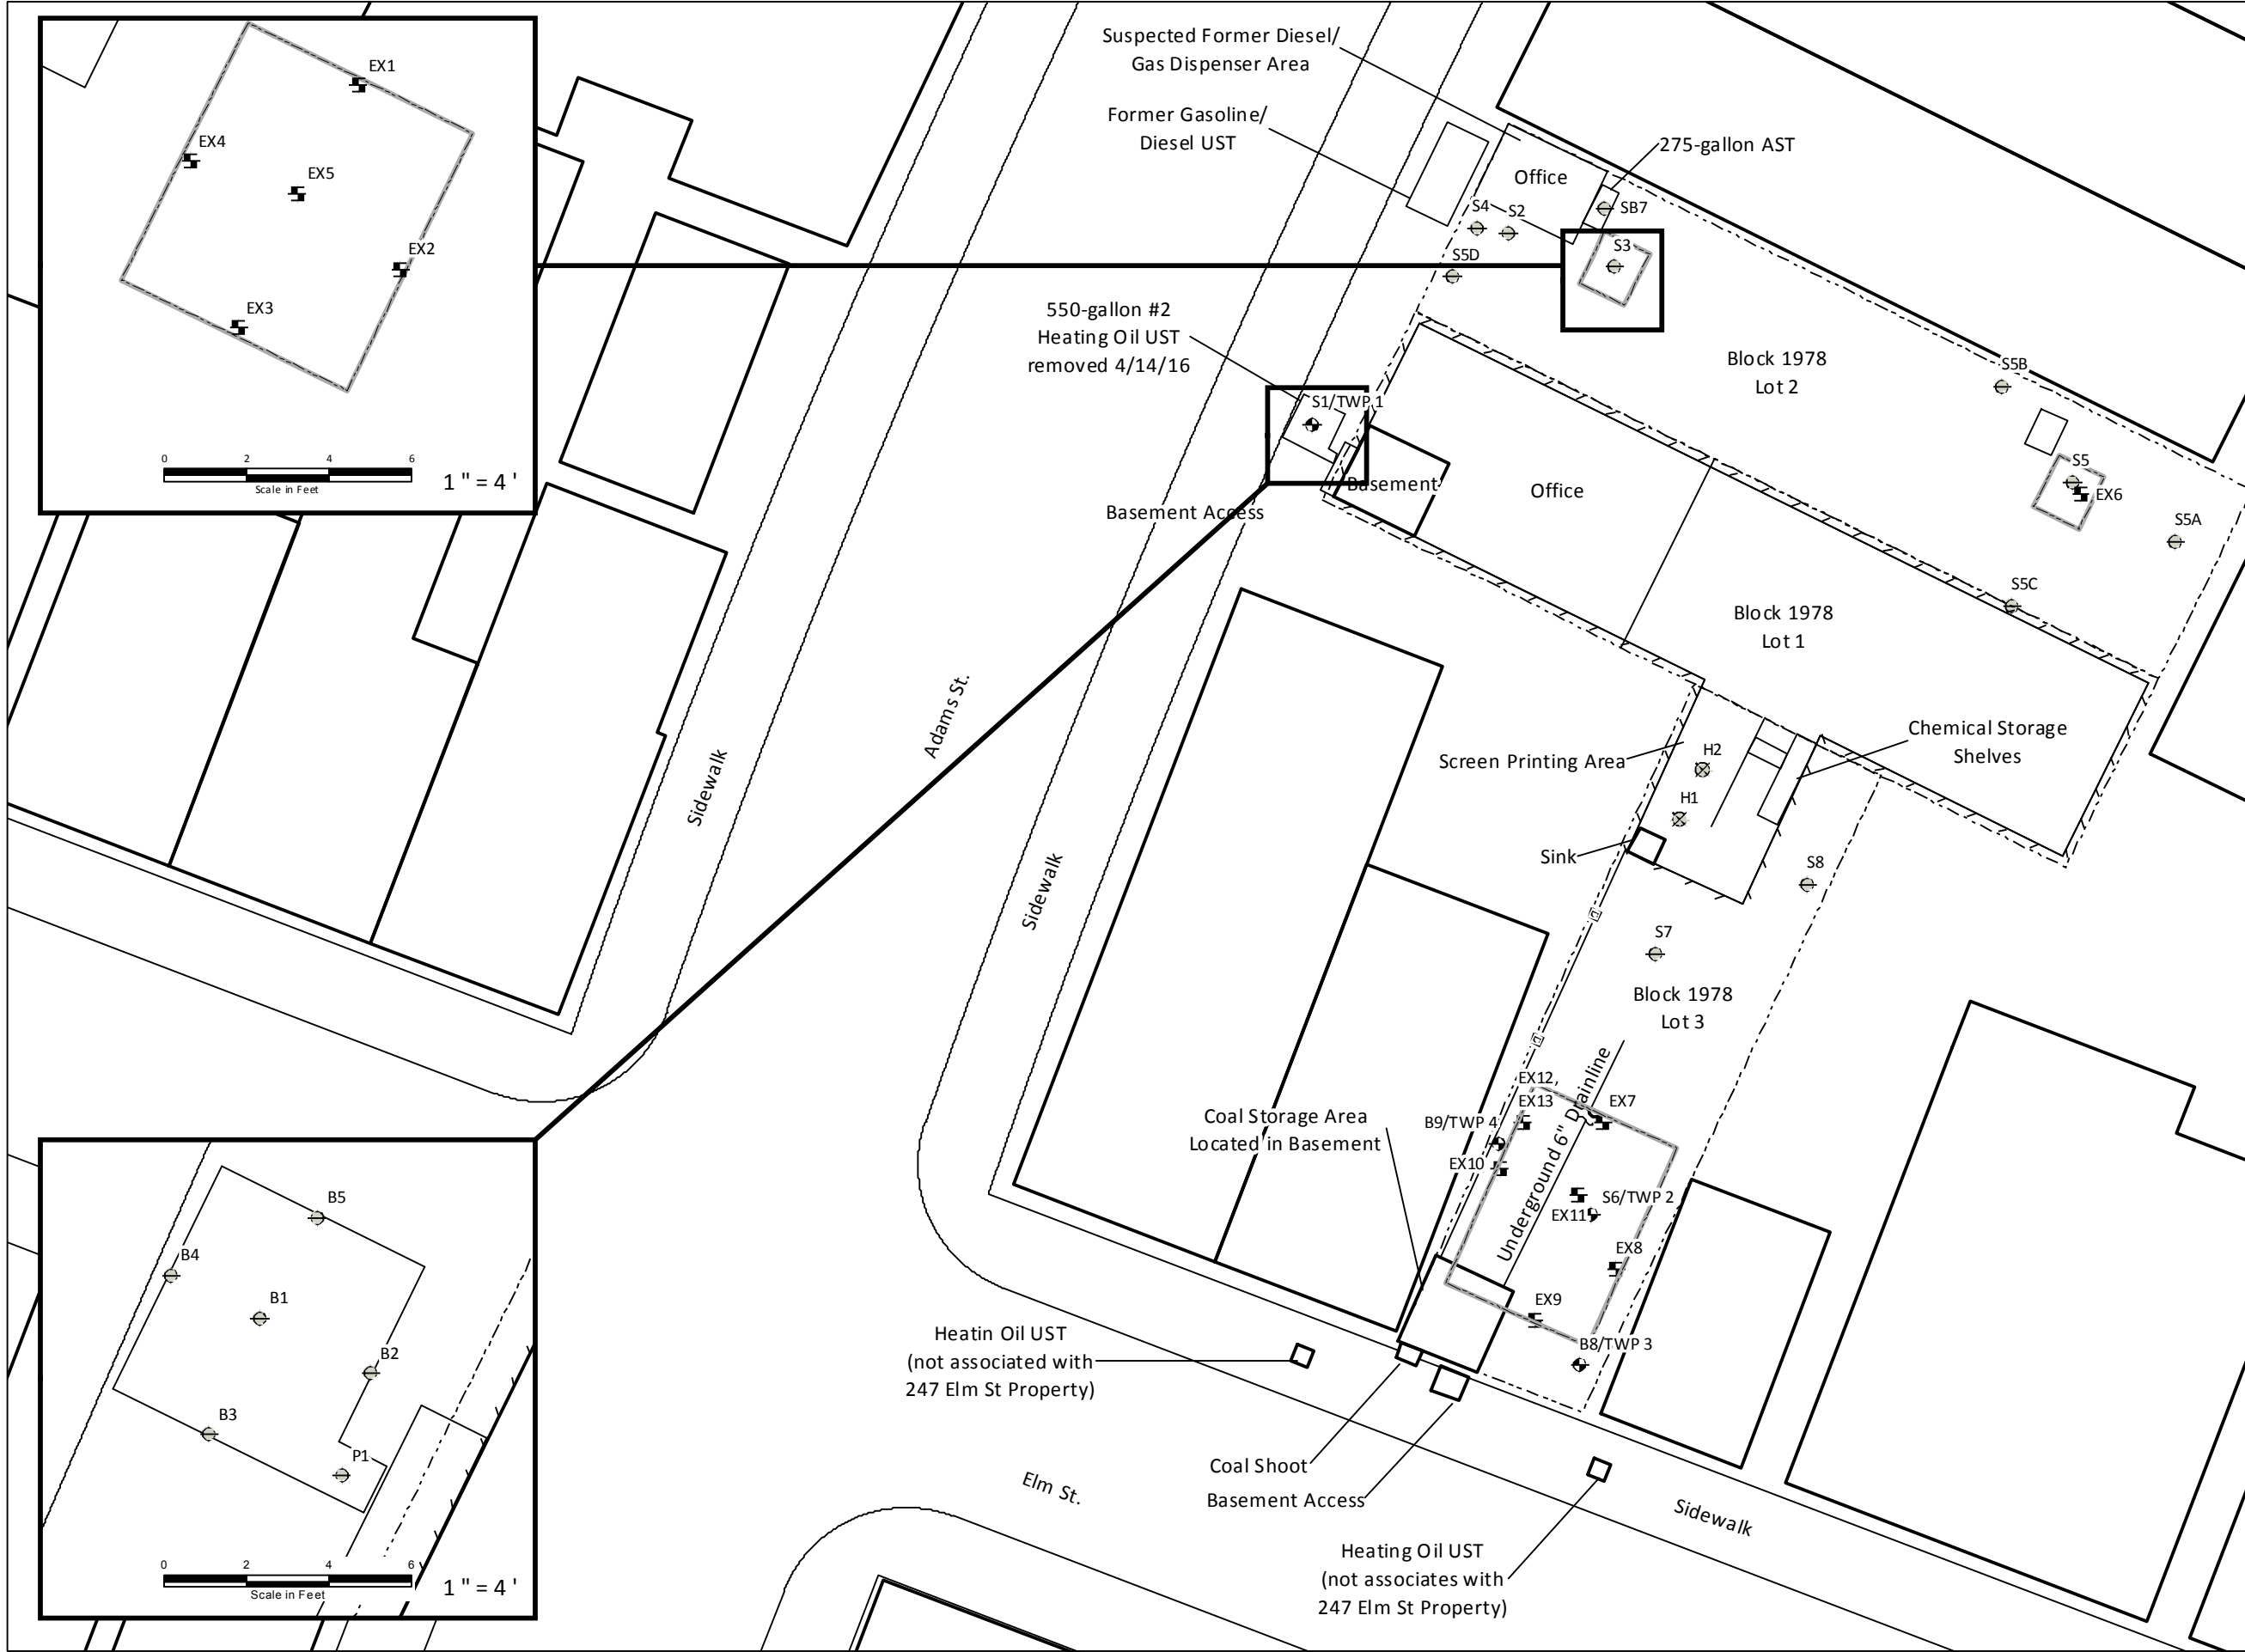 EX1
EX4
EX5
EX2
EX3
0 2 4 6
Scale in Feet
1 " = 4 '
Suspected Former Diesel/
Gas Dispenser Area
Former Gasoline/
Diesel UST
275-gallon AST
Office
SB7
S4
S2
S3
S5D
550-gallon #2
Heating Oil UST
removed 4/14/16
Block 1978
Lot 2
S5B
S1/TWP 1
Basement
Office
Basement Access
S5
EX6
S5A
S5C
Block 1978
Lot 1
Adams St.
Sidewalk
Sidewalk
Chemical Storage
Shelves
Screen Printing Area
H2
H1
Sink
S8
S7
Block 1978
Lot 3
Underground 6" Drainline
EX12
EX13
EX7
Coal Storage Area
Located in Basement
B9/TWP 4
EX10
S6/TWP 2
EX11
EX8
EX9
B8/TWP 3
Heatin Oil UST
(not associated with
247 Elm St Property)
Coal Shoot
Basement Access
Elm St.
Sidewalk
Heating Oil UST
(not associates with
247 Elm St Property)
B5
B4
B1
B2
B3
P1
0 2 4 6
Scale in Feet
1 " = 4 '